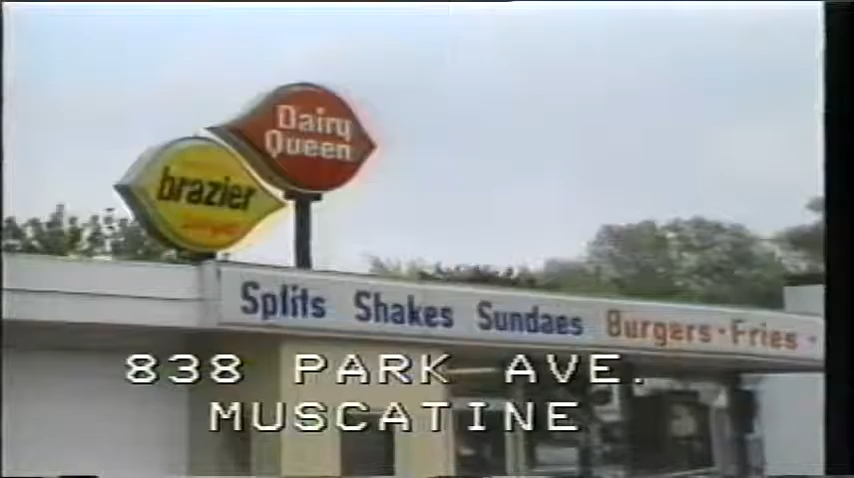 Dairy
Queen
brazier
Splits Shakes Sundaes Burgers · Fries ·
838 PARK AVE.
MUSCATINE